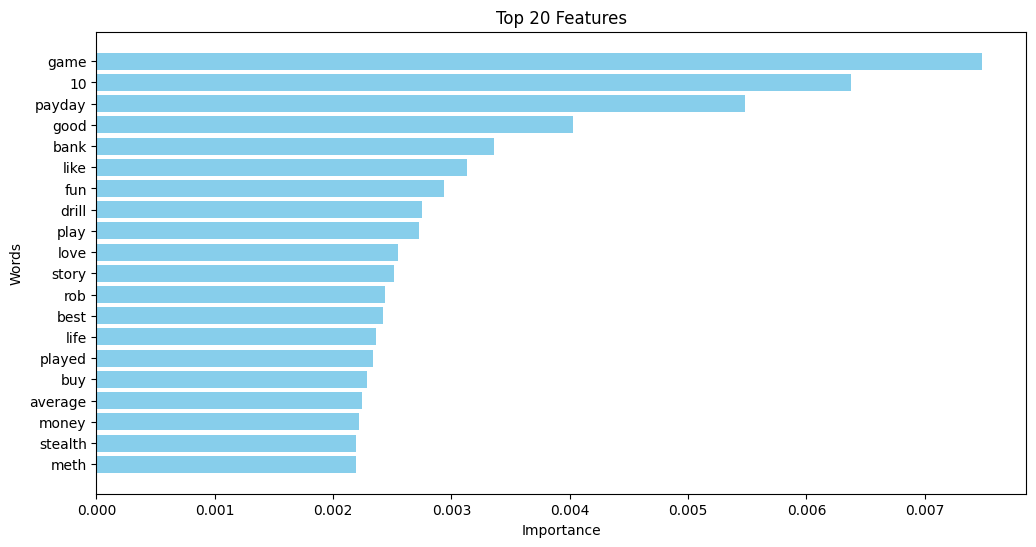 Top 20 Features
Words
game
10
payday
good
bank
like
fun
drill
play
love
story
rob
best
life
played
buy
average
money
stealth
meth
0.000 0.001 0.002 0.003 0.004 0.005 0.006 0.007
Importance